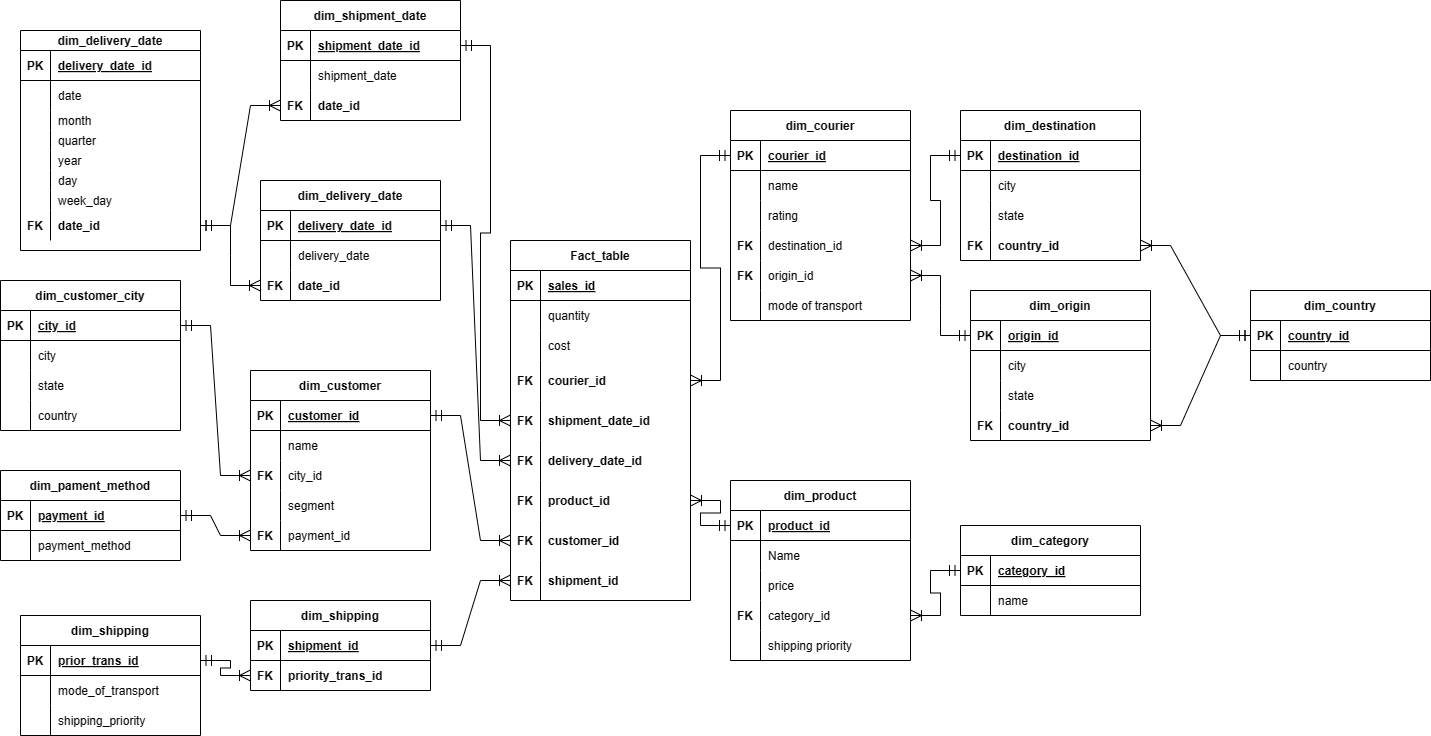 dim_delivery_date
PK delivery_date_id
date
month
quarter
year
day
week_day
FK date_id
dim_shipment_date
PK shipment_date_id
shipment_date
FK date_id
dim_delivery_date
PK delivery_date_id
delivery_date
FK date_id
dim_customer_city
PK city_id
city
state
country
dim_customer
PK customer_id
name
FK city_id
segment
FK payment_id
dim_pament_method
PK payment_id
payment_method
dim_shipping
PK prior_trans_id
mode_of_transport
shipping_priority
dim_shipping
PK shipment_id
FK priority_trans_id
Fact_table
PK sales_id
quantity
cost
FK courier_id
FK shipment_date_id
FK delivery_date_id
FK product_id
FK customer_id
FK shipment_id
dim_courier
PK courier_id
name
rating
FK destination_id
FK origin_id
mode of transport
dim_destination
PK destination_id
city
state
FK country_id
dim_origin
PK origin_id
city
state
FK country_id
dim_country
PK country_id
country
dim_product
PK product_id
Name
price
FK category_id
shipping priority
dim_category
PK category_id
name